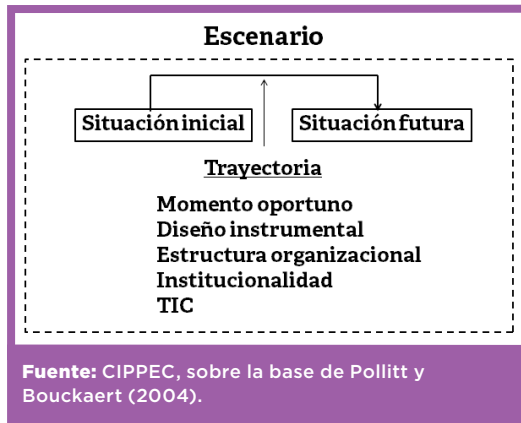 Escenario
Situación inicial
Situación futura
Trayectoria
Momento oportuno
Diseño instrumental
Estructura organizacional
Institucionalidad
TIC
Fuente: CIPPEC, sobre la base de Pollitt y
Bouckaert (2004).